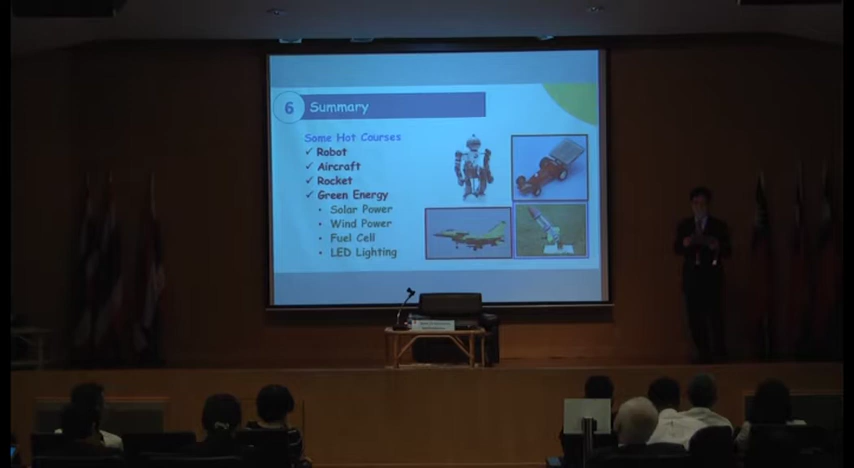 6 Summary
Some Hot Courses
✓ Robot
✓ Aircraft
✓ Rocket
✓ Green Energy
• Solar Power
• Wind Power
• Fuel Cell
• LED Lighting